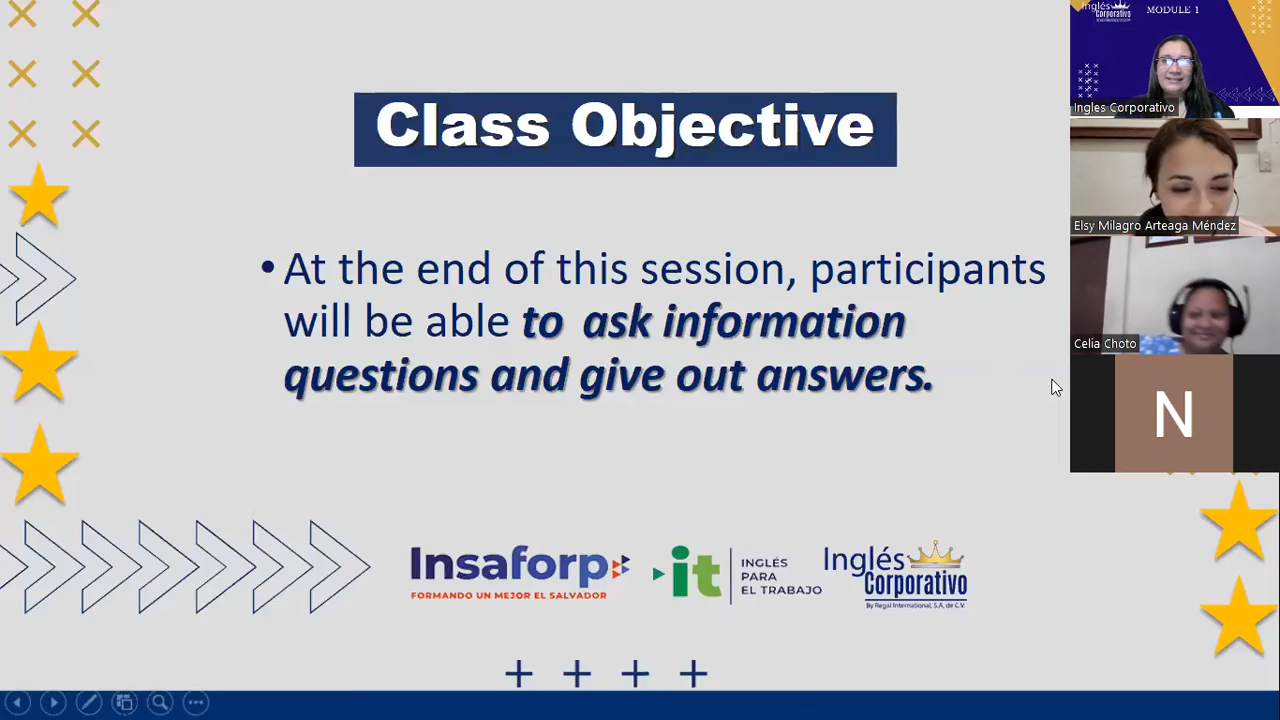 Class Objective
• At the end of this session, participants
will be able to ask information
questions and give out answers.
Insaforp
FORMANDO UN MEJOR EL SALVADOR
it
INGLÉS
PARA
EL TRABAJO
Inglés
Corporativo
By Regal International, S.A. de C.V.
Inglés
Corporativo
MODULE 1
Ingles Corporativo
Elsy Milagro Arteaga Méndez
Celia Choto
N